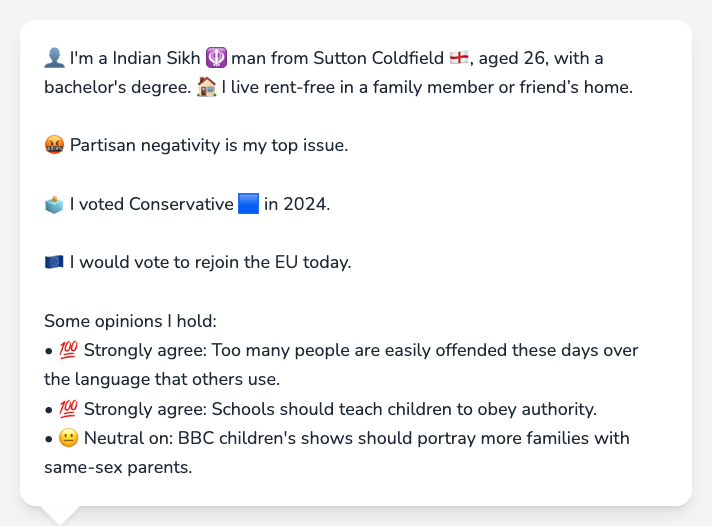 👤 I'm a Indian Sikh 🪯 man from Sutton Coldfield 🏴󠁧󠁢󠁥󠁮󠁧󠁿, aged 26, with a
bachelor's degree. 🏠 I live rent-free in a family member or friend’s home.
🤬 Partisan negativity is my top issue.
🗳️ I voted Conservative 🟦 in 2024.
🇪🇺 I would vote to rejoin the EU today.
Some opinions I hold:
• 💯 Strongly agree: Too many people are easily offended these days over
the language that others use.
• 💯 Strongly agree: Schools should teach children to obey authority.
• 😐 Neutral on: BBC children's shows should portray more families with
same-sex parents.